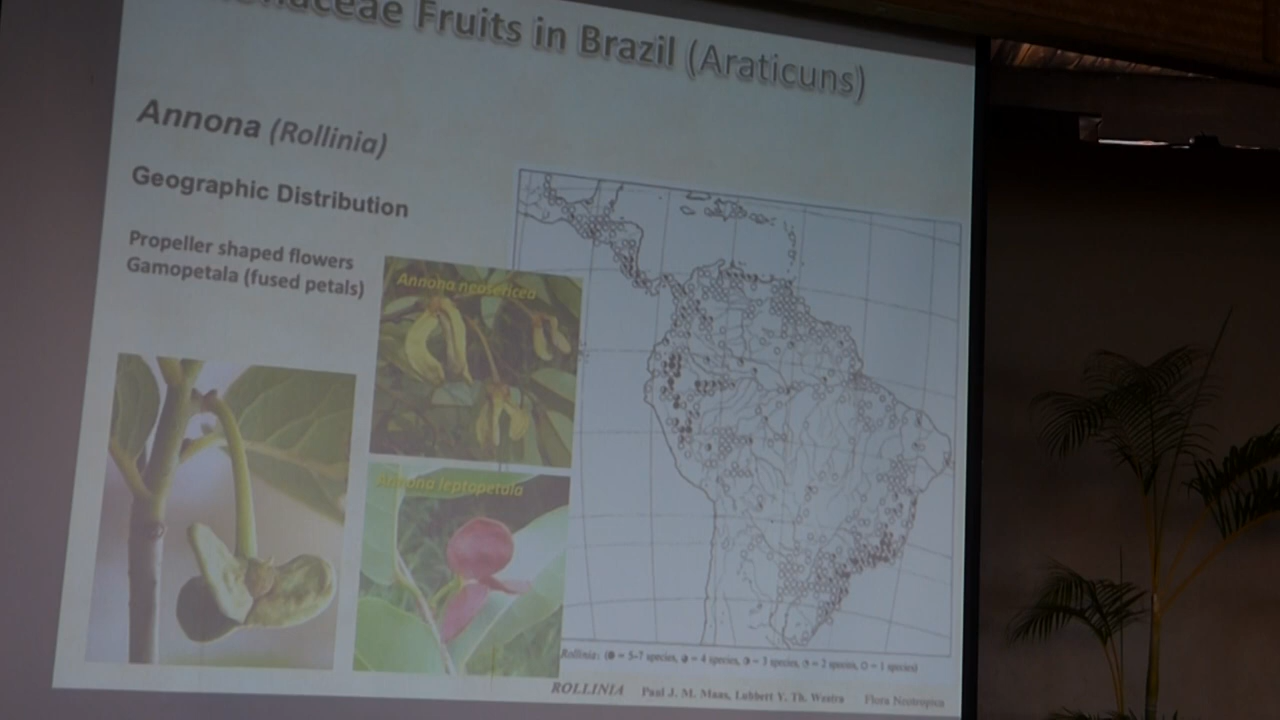 Fruits in Brazil (Araticuns)
Annona (Rollinia)
Geographic Distribution
Propeller shaped flowers
Gamopetala (fused petals)
Annona neosericea
Annona leptopetala
Rollinia: (● = 5-7 species, ◕ = 4 species, ◑ = 3 species, ◔ = 2 species, O = 1 species)
ROLLINIA Paul J. M. Maas, Lubbert Y. Th. Westra Flora Neotropica